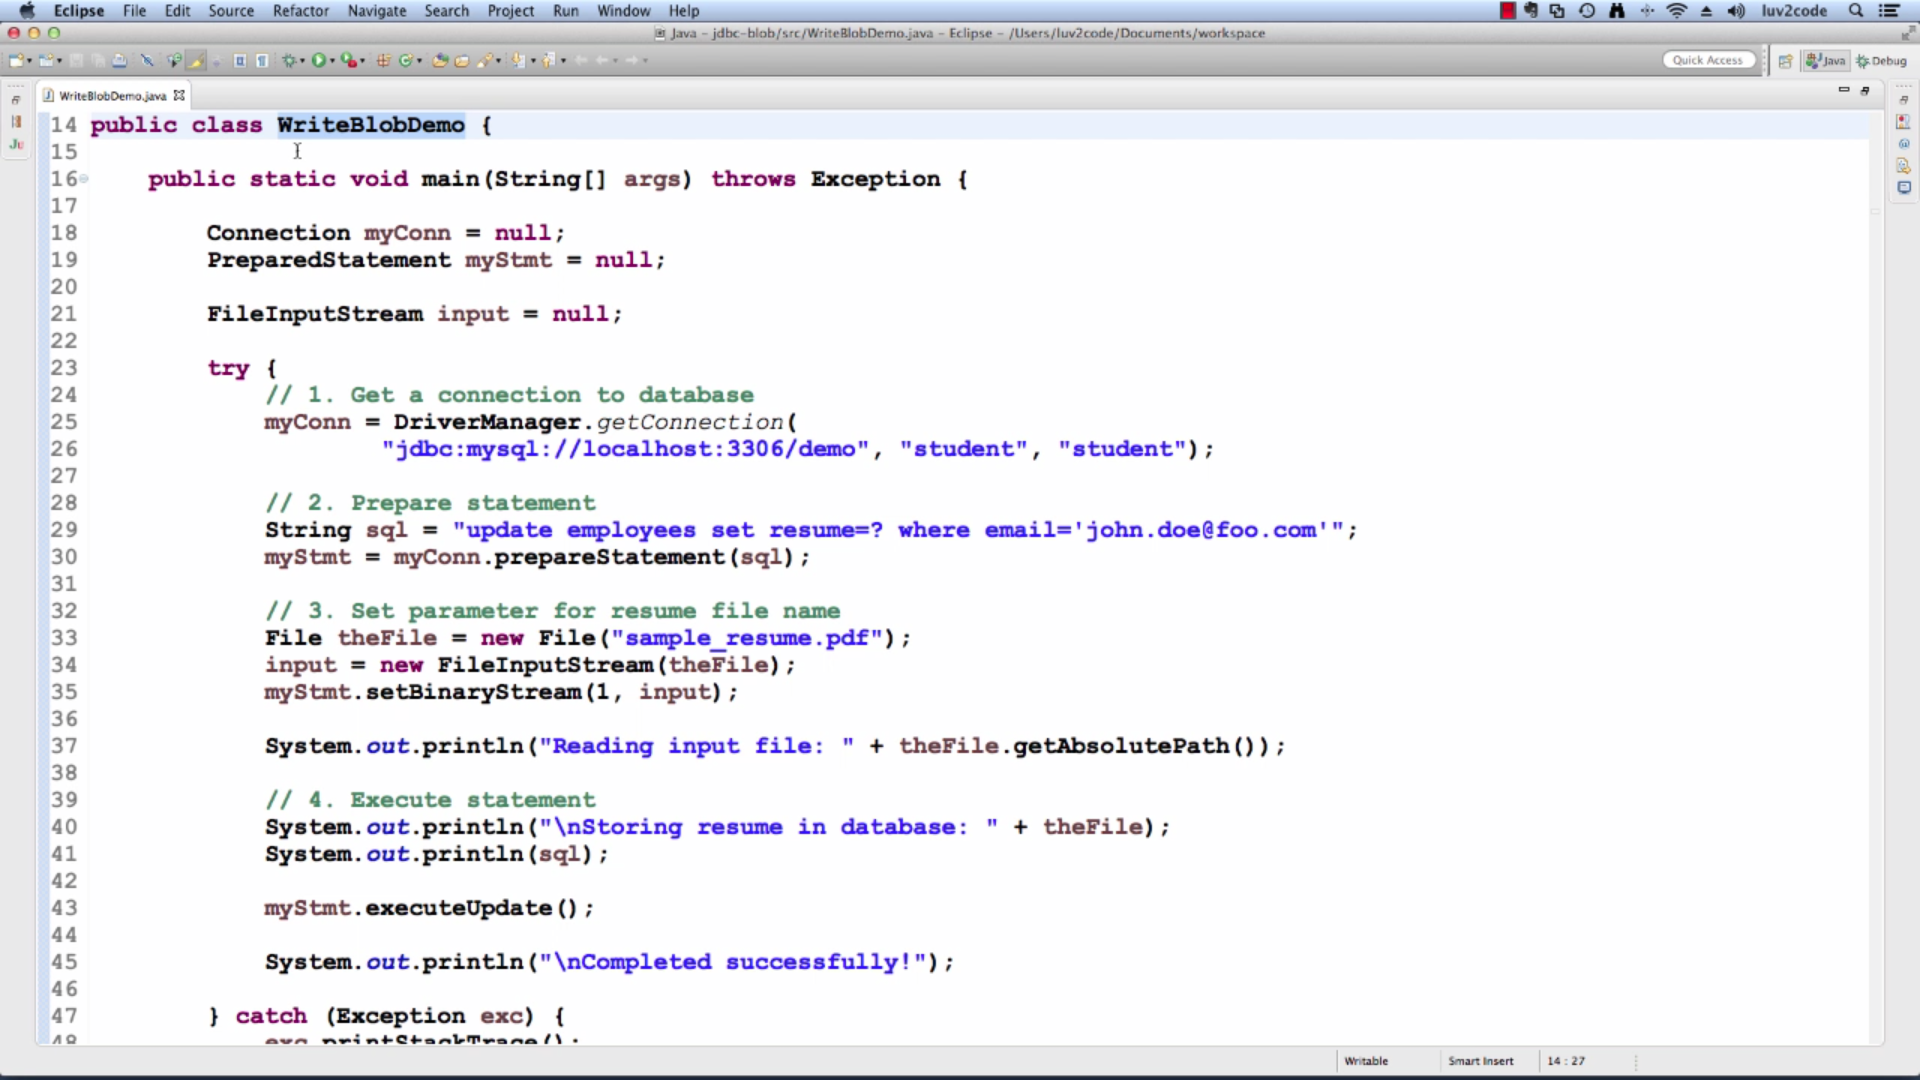 Eclipse File Edit Source Refactor Navigate Search Project Run Window Help luv2code
Java – jdbc-blob/src/WriteBlobDemo.java – Eclipse – /Users/luv2code/Documents/workspace
Quick Access Java Debug
WriteBlobDemo.java
14 public class WriteBlobDemo {
15
16 public static void main(String[] args) throws Exception {
17
18 Connection myConn = null;
19 PreparedStatement myStmt = null;
20
21 FileInputStream input = null;
22
23 try {
24 // 1. Get a connection to database
25 myConn = DriverManager.getConnection(
26 "jdbc:mysql://localhost:3306/demo", "student", "student");
27
28 // 2. Prepare statement
29 String sql = "update employees set resume=? where email='john.doe@foo.com'";
30 myStmt = myConn.prepareStatement(sql);
31
32 // 3. Set parameter for resume file name
33 File theFile = new File("sample_resume.pdf");
34 input = new FileInputStream(theFile);
35 myStmt.setBinaryStream(1, input);
36
37 System.out.println("Reading input file: " + theFile.getAbsolutePath());
38
39 // 4. Execute statement
40 System.out.println("\nStoring resume in database: " + theFile);
41 System.out.println(sql);
42
43 myStmt.executeUpdate();
44
45 System.out.println("\nCompleted successfully!");
46
47 } catch (Exception exc) {
48 exc.printStackTrace();
Writable Smart Insert 14 : 27